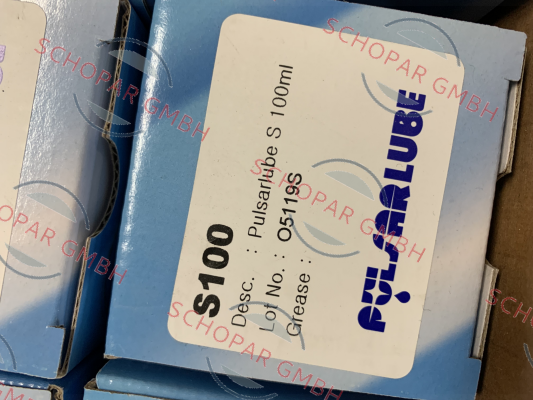 S100
Desc. : Pulsarlube S 100ml
Lot No. : O5119S
Grease :
PULSARLUBE
SCHOPAR GMBH
SCHOPAR GMBH
SCHOPAR GMBH
SCHOPAR GMBH
SCHOPAR GMBH